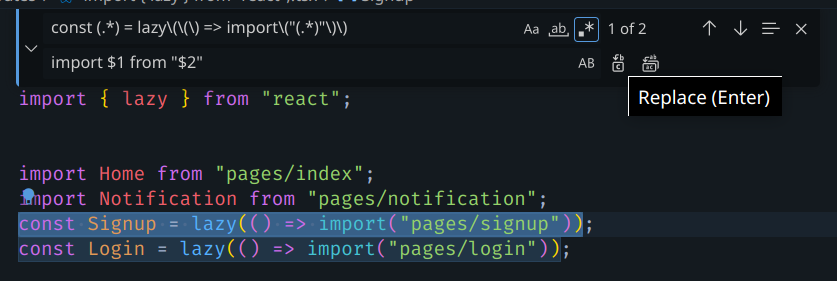 const (.*) = lazy\(\(\) => import\("(.*)"\)\)
Aa ab .* 1 of 2
import $1 from "$2"
AB
Replace (Enter)
import { lazy } from "react";
import Home from "pages/index";
import Notification from "pages/notification";
const Signup = lazy(() => import("pages/signup"));
const Login = lazy(() => import("pages/login"));